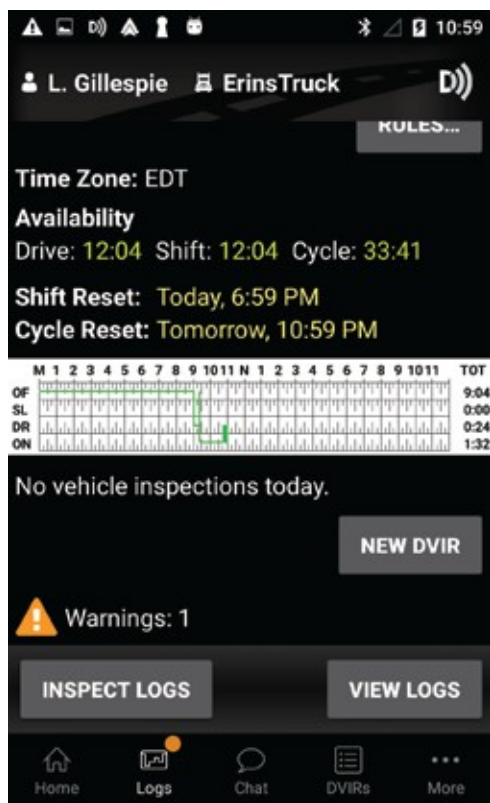 10:59
L. Gillespie ErinsTruck D))
RULES...
Time Zone: EDT
Availability
Drive: 12:04 Shift: 12:04 Cycle: 33:41
Shift Reset: Today, 6:59 PM
Cycle Reset: Tomorrow, 10:59 PM
M 1 2 3 4 5 6 7 8 9 10 11 N 1 2 3 4 5 6 7 8 9 10 11 TOT
OF 9:04
SL 0:00
DR 0:24
ON 1:32
No vehicle inspections today.
NEW DVIR
Warnings: 1
INSPECT LOGS VIEW LOGS
Home Logs Chat DVIRs More